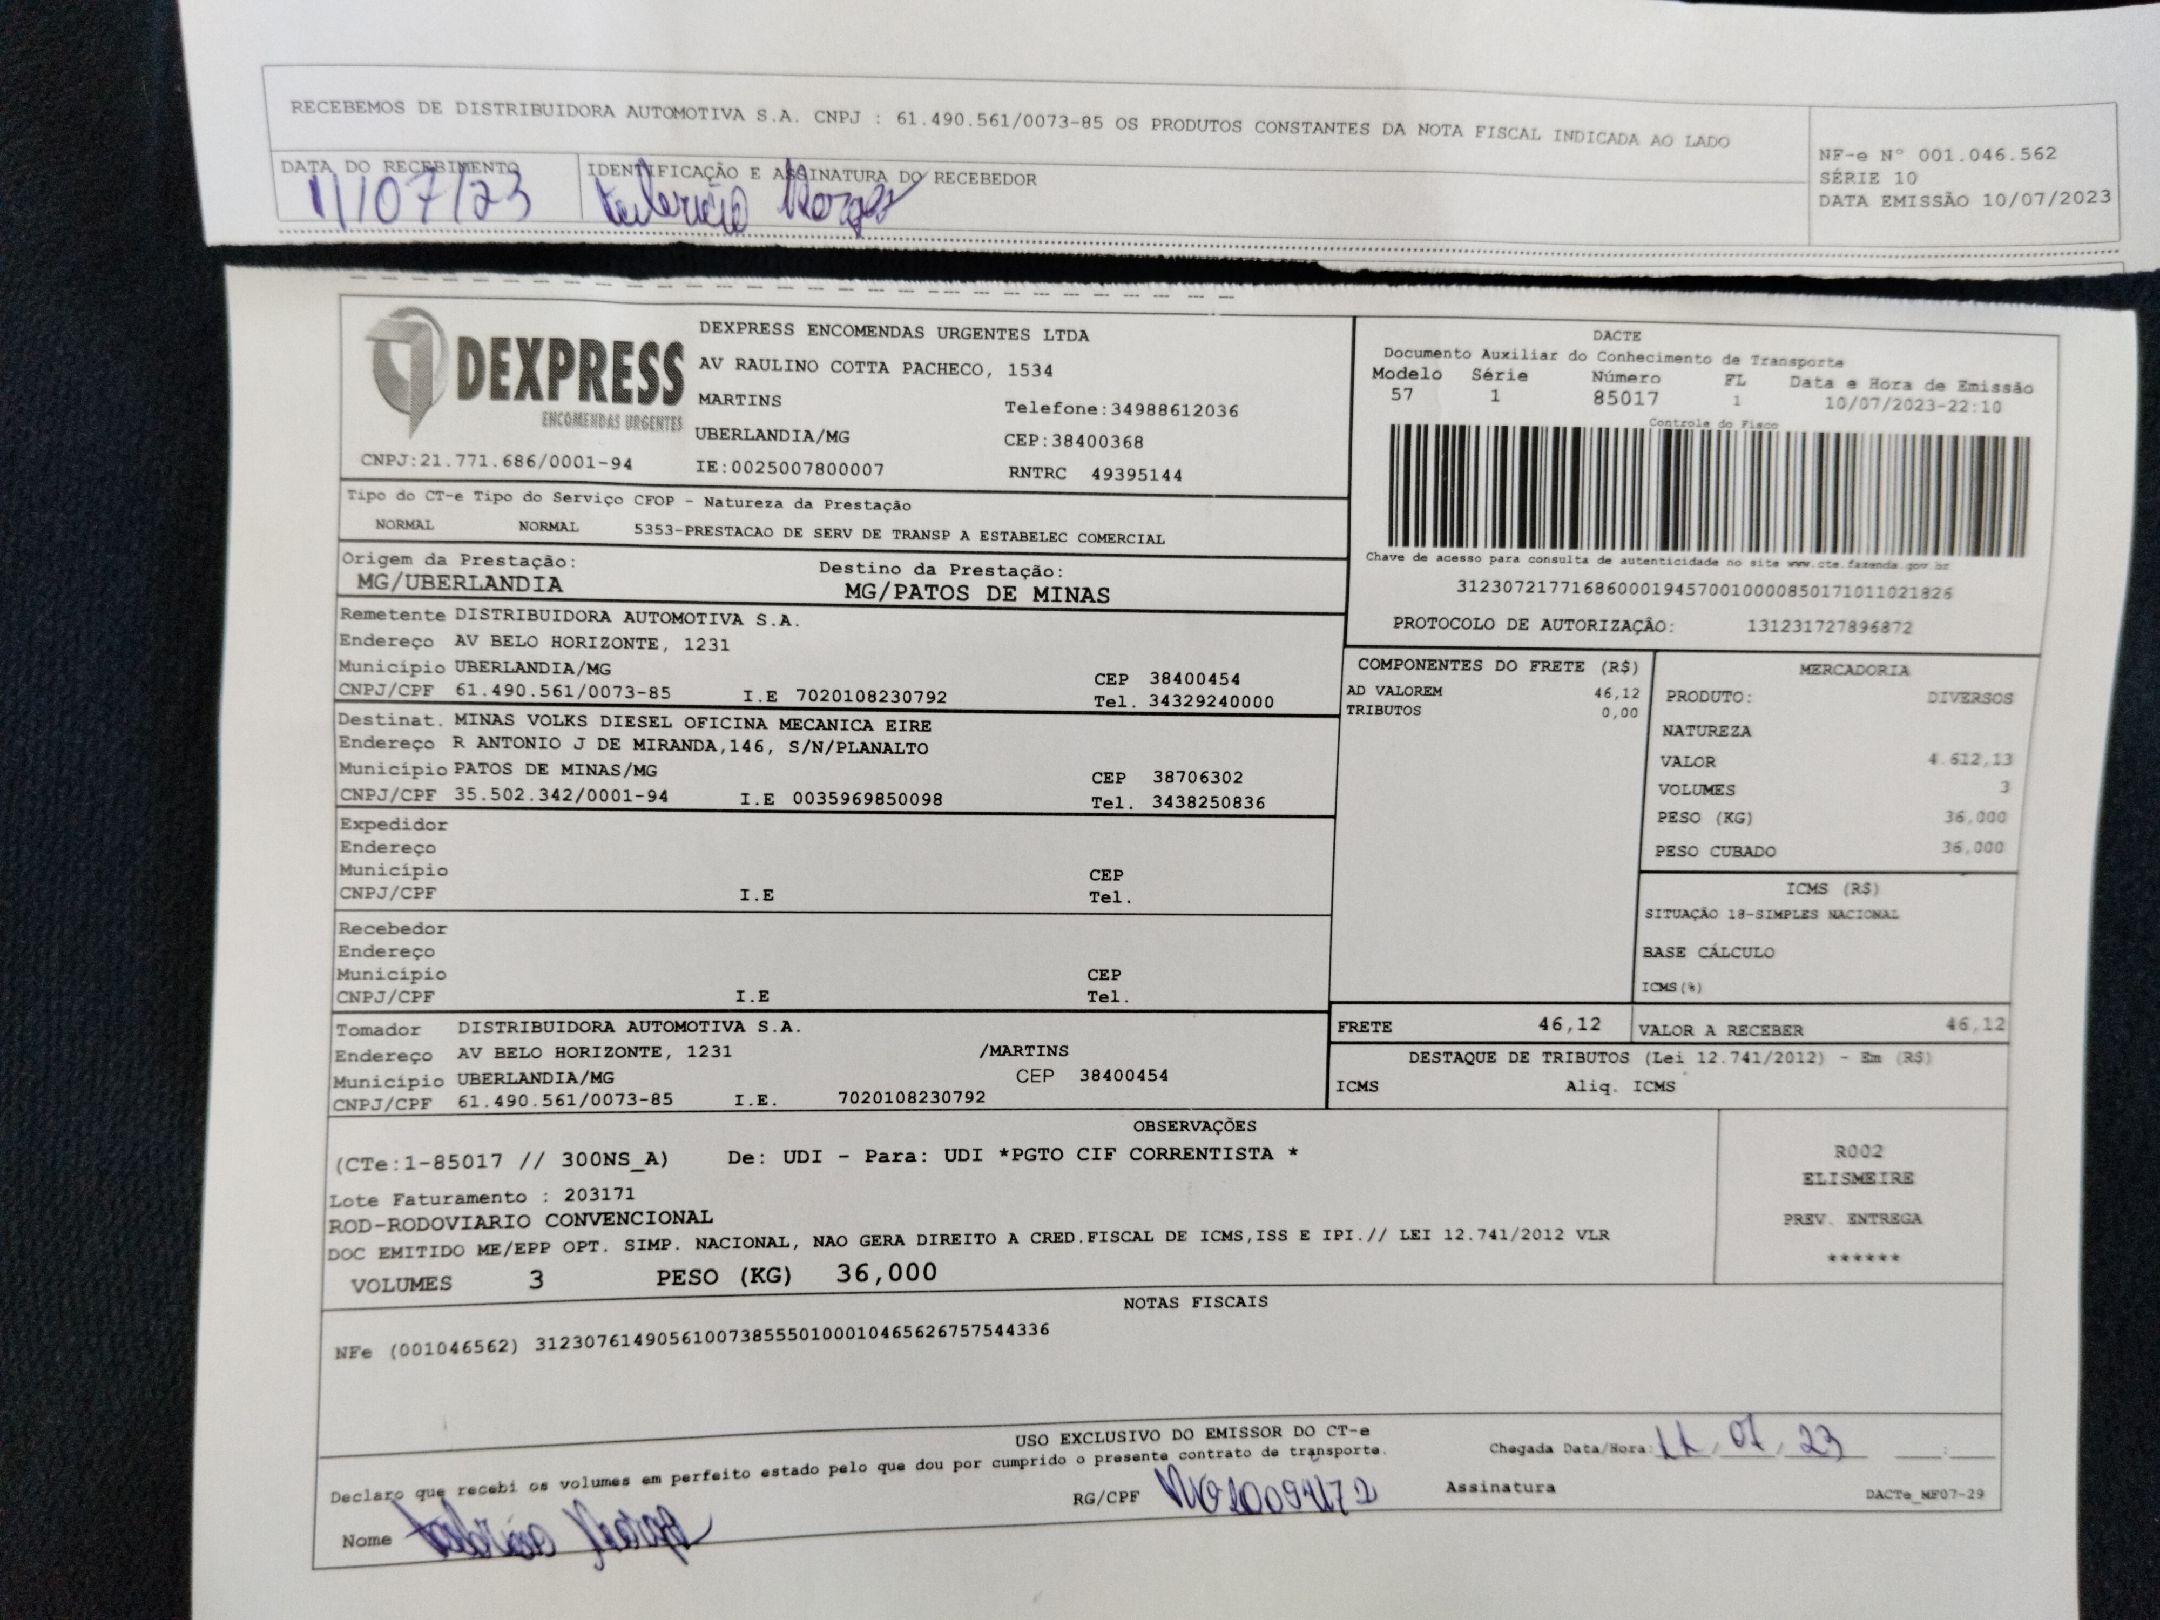 RECEBEMOS DE DISTRIBUIDORA AUTOMOTIVA S.A. CNPJ : 61.490.561/0073-85 OS PRODUTOS CONSTANTES DA NOTA FISCAL INDICADA AO LADO
NF-e Nº 001.046.562
SÉRIE 10
DATA EMISSÃO 10/07/2023
DATA DO RECEBIMENTO
11/07/23
IDENTIFICAÇÃO E ASSINATURA DO RECEBEDOR
DEXPRESS
ENCOMENDAS URGENTES
CNPJ:21.771.686/0001-94
DEXPRESS ENCOMENDAS URGENTES LTDA
AV RAULINO COTTA PACHECO, 1534
MARTINS Telefone:34988612036
UBERLANDIA/MG CEP:38400368
IE:0025007800007 RNTRC 49395144
DACTE
Documento Auxiliar do Conhecimento de Transporte
Modelo Série Número FL Data e Hora de Emissão
57 1 85017 1 10/07/2023-22:10
Controle do Fisco
Chave de acesso para consulta de autenticidade no site www.cte.fazenda.gov.br
31230721771686000194570010000850171011021826
PROTOCOLO DE AUTORIZAÇÃO: 131231727896872
Tipo do CT-e Tipo do Serviço CFOP - Natureza da Prestação
NORMAL NORMAL 5353-PRESTACAO DE SERV DE TRANSP A ESTABELEC COMERCIAL
Origem da Prestação: Destino da Prestação:
MG/UBERLANDIA MG/PATOS DE MINAS
Remetente DISTRIBUIDORA AUTOMOTIVA S.A.
Endereço AV BELO HORIZONTE, 1231
Município UBERLANDIA/MG CEP 38400454
CNPJ/CPF 61.490.561/0073-85 I.E 7020108230792 Tel. 34329240000
Destinat. MINAS VOLKS DIESEL OFICINA MECANICA EIRE
Endereço R ANTONIO J DE MIRANDA,146, S/N/PLANALTO
Município PATOS DE MINAS/MG CEP 38706302
CNPJ/CPF 35.502.342/0001-94 I.E 0035969850098 Tel. 3438250836
Expedidor
Endereço
Município CEP
CNPJ/CPF I.E Tel.
Recebedor
Endereço
Município CEP
CNPJ/CPF I.E Tel.
Tomador DISTRIBUIDORA AUTOMOTIVA S.A.
Endereço AV BELO HORIZONTE, 1231 /MARTINS
Município UBERLANDIA/MG CEP 38400454
CNPJ/CPF 61.490.561/0073-85 I.E. 7020108230792
COMPONENTES DO FRETE (R$)
AD VALOREM 46,12
TRIBUTOS 0,00
MERCADORIA
PRODUTO: DIVERSOS
NATUREZA
VALOR 4.612,13
VOLUMES 3
PESO (KG) 36,000
PESO CUBADO 36,000
ICMS (R$)
SITUAÇÃO 18-SIMPLES NACIONAL
BASE CÁLCULO
ICMS(%)
FRETE 46,12 VALOR A RECEBER 46,12
DESTAQUE DE TRIBUTOS (Lei 12.741/2012) - Em (R$)
ICMS Aliq. ICMS
OBSERVAÇÕES
(CTe:1-85017 // 300NS_A) De: UDI - Para: UDI *PGTO CIF CORRENTISTA *
Lote Faturamento : 203171
ROD-RODOVIARIO CONVENCIONAL
DOC EMITIDO ME/EPP OPT. SIMP. NACIONAL, NAO GERA DIREITO A CRED.FISCAL DE ICMS,ISS E IPI.// LEI 12.741/2012 VLR
VOLUMES 3 PESO (KG) 36,000
R002
ELISMEIRE
PREV. ENTREGA
******
NOTAS FISCAIS
NFe (001046562) 31230761490561007385550100010465626757544336
USO EXCLUSIVO DO EMISSOR DO CT-e
Declaro que recebi os volumes em perfeito estado pelo que dou por cumprido o presente contrato de transporte.
Chegada Data/Hora: 11 / 07 / 23 :
Nome
RG/CPF
Assinatura
DACTe_MF07-29